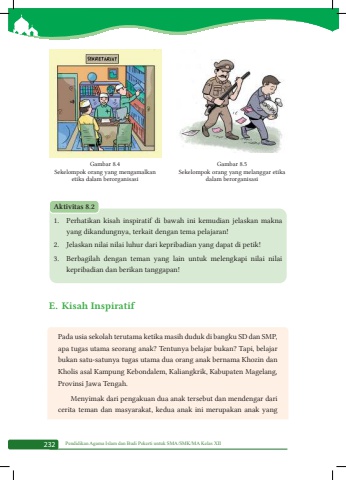 SEKRETARIAT
Gambar 8.4
Sekelompok orang yang mengamalkan
etika dalam berorganisasi
Gambar 8.5
Sekelompok orang yang melanggar etika
dalam berorganisasi
Aktivitas 8.2
1. Perhatikan kisah inspiratif di bawah ini kemudian jelaskan makna
yang dikandungnya, terkait dengan tema pelajaran!
2. Jelaskan nilai nilai luhur dari kepribadian yang dapat di petik!
3. Berbagilah dengan teman yang lain untuk melengkapi nilai nilai
kepribadian dan berikan tanggapan!
E. Kisah Inspiratif
Pada usia sekolah terutama ketika masih duduk di bangku SD dan SMP,
apa tugas utama seorang anak? Tentunya belajar bukan? Tapi, belajar
bukan satu-satunya tugas utama dua orang anak bernama Khozin dan
Kholis asal Kampung Kebondalem, Kaliangkrik, Kabupaten Magelang,
Provinsi Jawa Tengah.
Menyimak dari pengakuan dua anak tersebut dan mendengar dari
cerita teman dan masyarakat, kedua anak ini merupakan anak yang
232 Pendidikan Agama Islam dan Budi Pekerti untuk SMA/SMK/MA Kelas XII